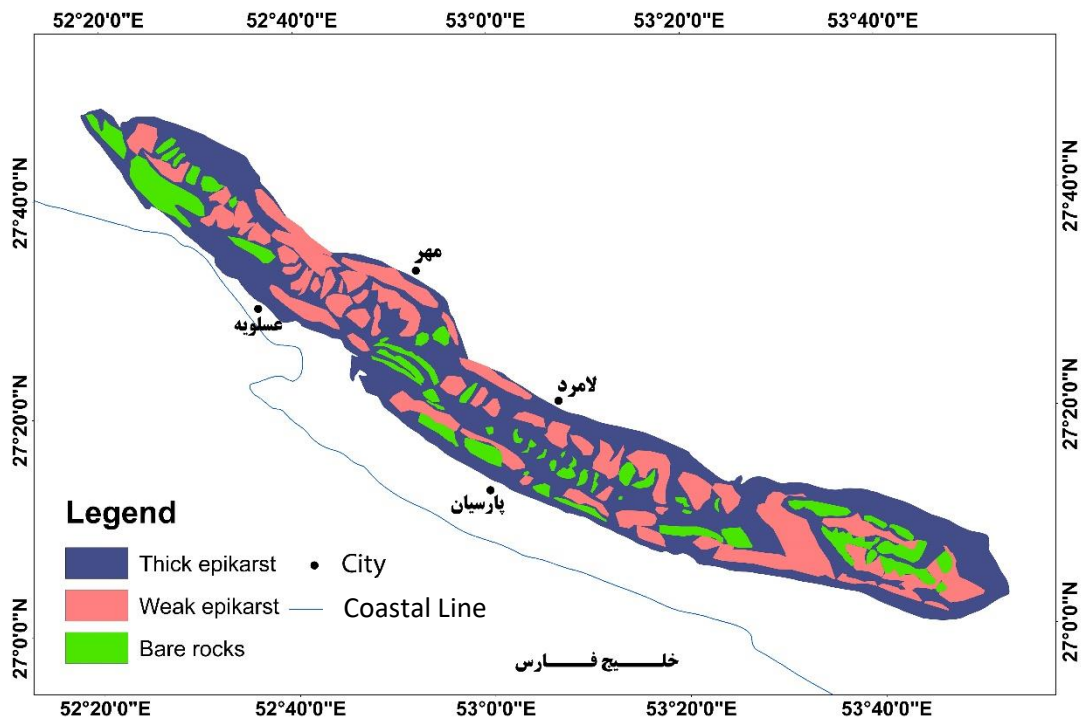 52°20'0"E 52°40'0"E 53°0'0"E 53°20'0"E 53°40'0"E
27°40'0"N 27°40'0"N
مهر
عسلویه
لامرد
27°20'0"N 27°20'0"N
پارسیان
Legend
Thick epikarst City
Weak epikarst Coastal Line
Bare rocks
خلیج فارس
27°0'0"N 27°0'0"N
52°20'0"E 52°40'0"E 53°0'0"E 53°20'0"E 53°40'0"E